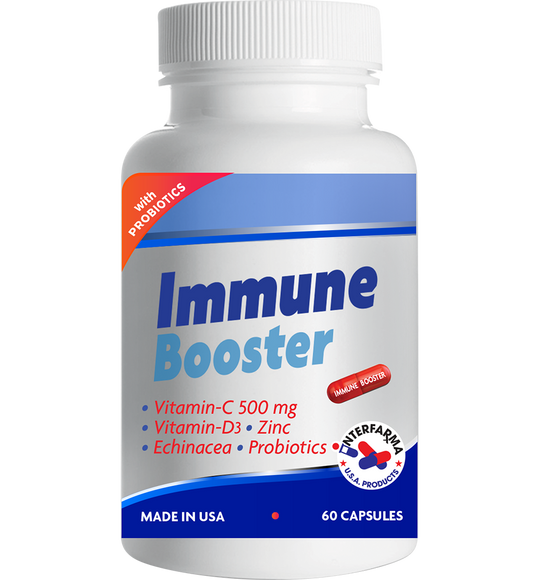 with
PROBIOTICS
Immune
Booster
IMMUNE BOOSTER
• Vitamin-C 500 mg
• Vitamin-D3 • Zinc
• Echinacea • Probiotics •
INTERFARMA
U.S.A. PRODUCTS
MADE IN USA • 60 CAPSULES